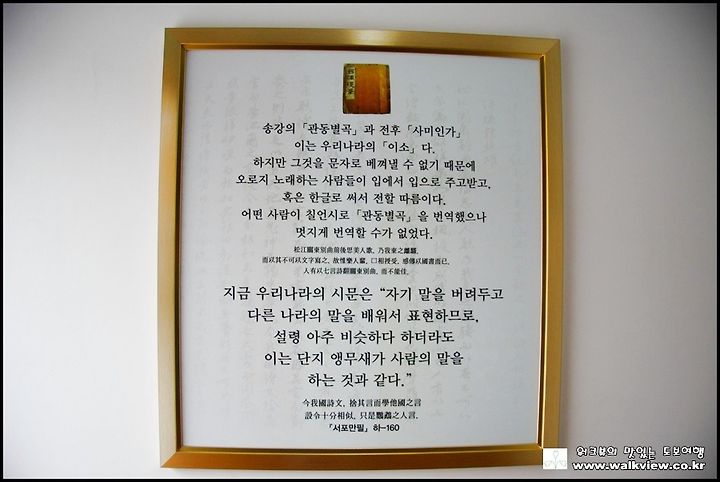 송강의「관동별곡」과 전후「사미인가」
이는 우리나라의「이소」다.
하지만 그것을 문자로 베껴낼 수 없기 때문에
오로지 노래하는 사람들이 입에서 입으로 주고받고,
혹은 한글로 써서 전할 따름이다.
어떤 사람이 칠언시로「관동별곡」을 번역했으나
멋지게 번역할 수가 없었다.
松江關東別曲前後思美人歌, 乃我東之離騷,
而以其不可以文字寫之, 故惟樂人輩, 口相授受, 或傳以國書而已.
人有以七言詩翻關東別曲, 而不能佳.
지금 우리나라의 시문은 “자기 말을 버려두고
다른 나라의 말을 배워서 표현하므로,
설령 아주 비슷하다 하더라도
이는 단지 앵무새가 사람의 말을
하는 것과 같다.”
今我國詩文, 捨其言而學他國之言
設令十分相似, 只是鸚鵡之人言.
「서포만필」하-160
워크뷰의 맛있는 도보여행
www.walkview.co.kr